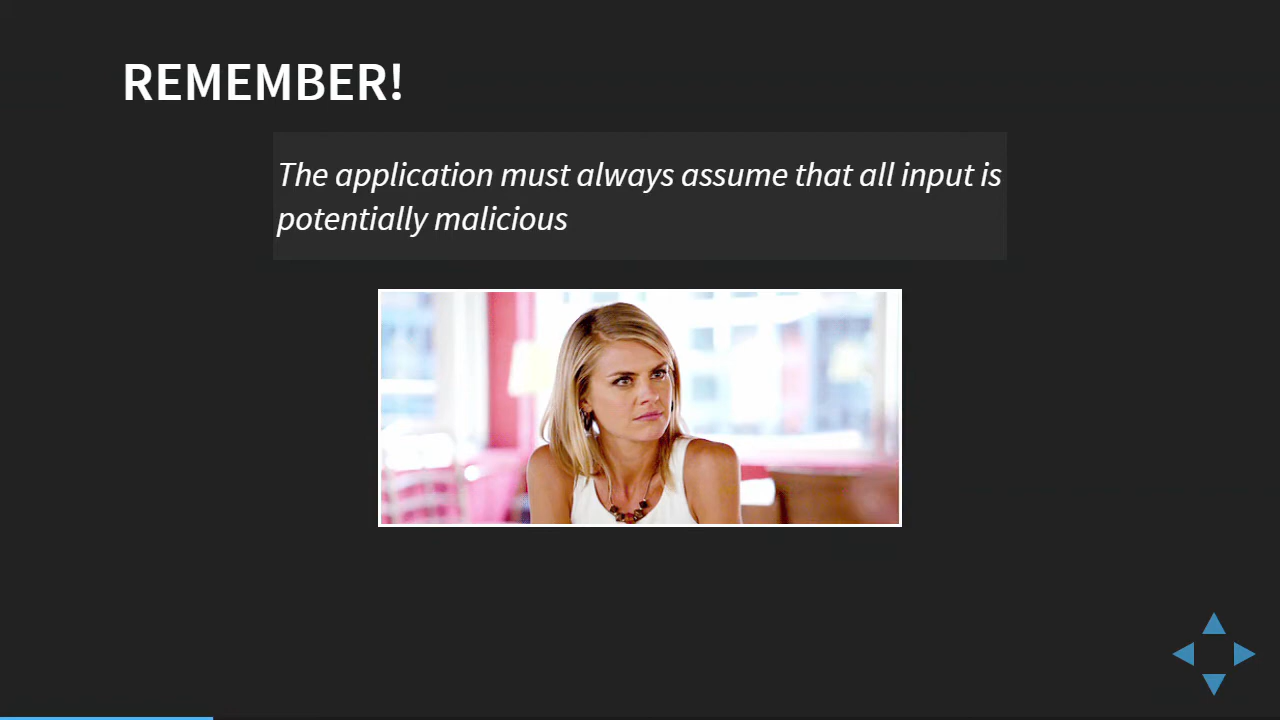 REMEMBER!
The application must always assume that all input is
potentially malicious